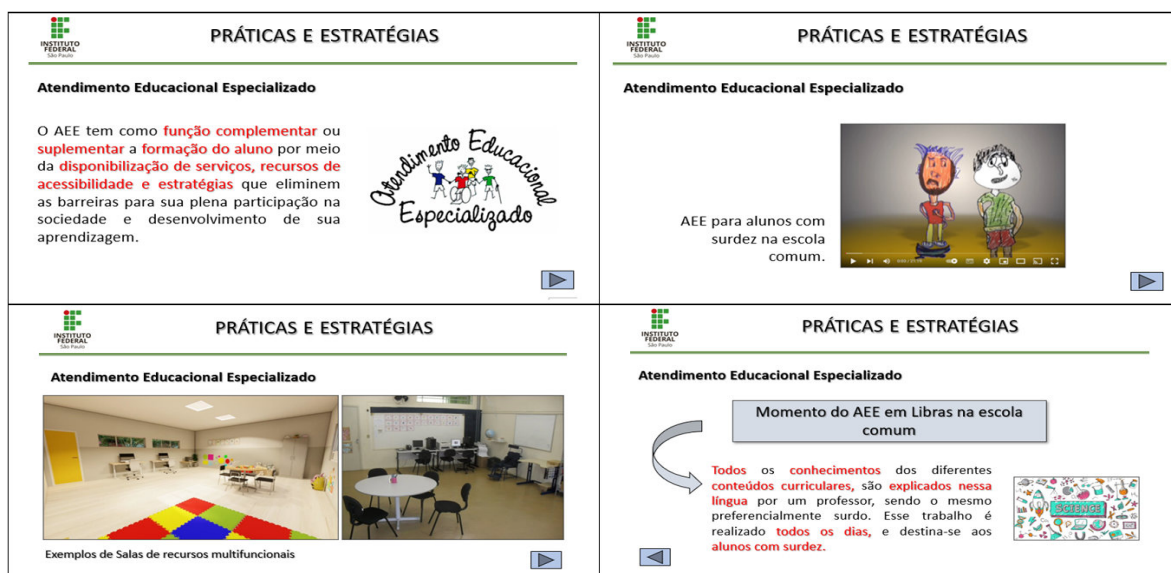 INSTITUTO
FEDERAL
São Paulo
PRÁTICAS E ESTRATÉGIAS
Atendimento Educacional Especializado
O AEE tem como função complementar ou
suplementar a formação do aluno por meio
da disponibilização de serviços, recursos de
acessibilidade e estratégias que eliminem
as barreiras para sua plena participação na
sociedade e desenvolvimento de sua
aprendizagem.
Atendimento Educacional
Especializado
INSTITUTO
FEDERAL
São Paulo
PRÁTICAS E ESTRATÉGIAS
Atendimento Educacional Especializado
AEE para alunos com
surdez na escola
comum.
INSTITUTO
FEDERAL
São Paulo
PRÁTICAS E ESTRATÉGIAS
Atendimento Educacional Especializado
Exemplos de Salas de recursos multifuncionais
INSTITUTO
FEDERAL
São Paulo
PRÁTICAS E ESTRATÉGIAS
Atendimento Educacional Especializado
Momento do AEE em Libras na escola
comum
Todos os conhecimentos dos diferentes
conteúdos curriculares, são explicados nessa
língua por um professor, sendo o mesmo
preferencialmente surdo. Esse trabalho é
realizado todos os dias, e destina-se aos
alunos com surdez.
SCIENCE